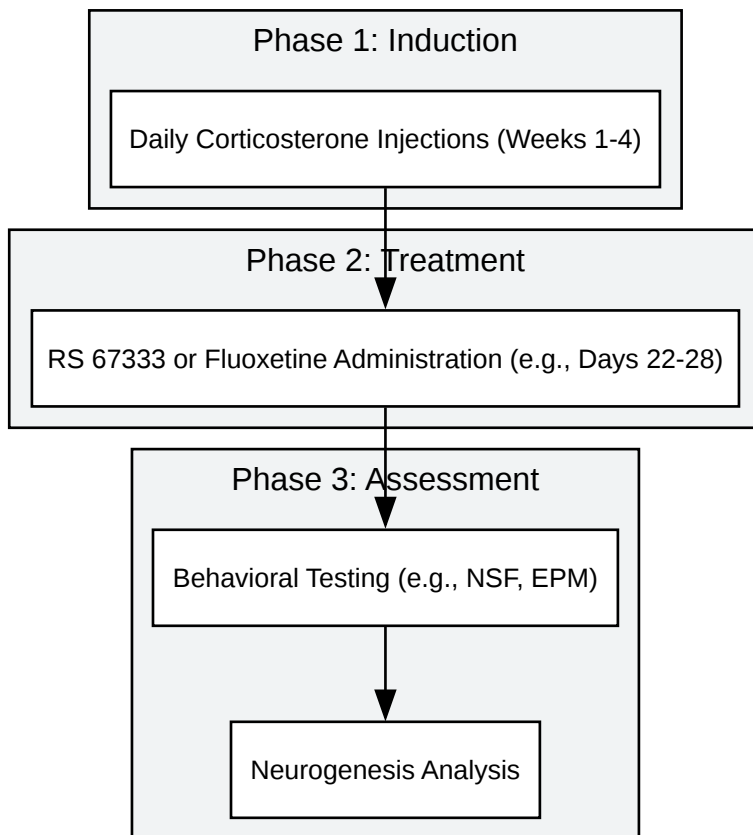 Phase 1: Induction
Daily Corticosterone Injections (Weeks 1-4)
Phase 2: Treatment
RS 67333 or Fluoxetine Administration (e.g., Days 22-28)
Phase 3: Assessment
Behavioral Testing (e.g., NSF, EPM)
Neurogenesis Analysis